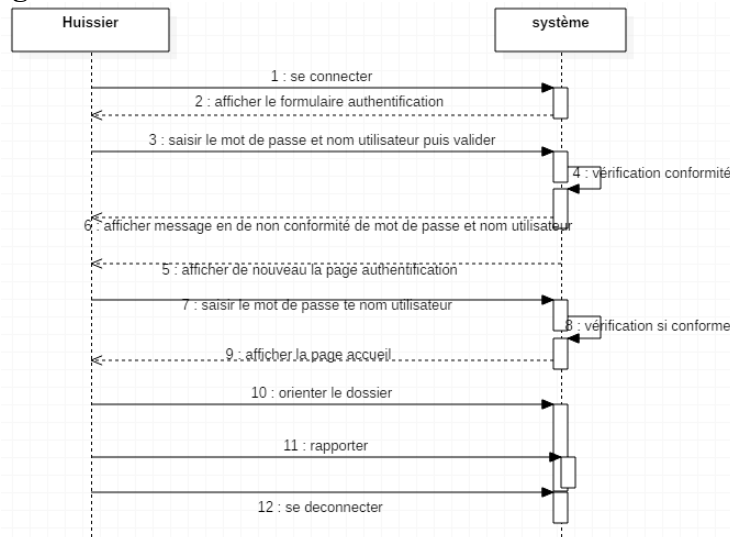 Huissier
système
1 : se connecter
2 : afficher le formulaire authentification
3 : saisir le mot de passe et nom utilisateur puis valider
4 : vérification conformité
6 : afficher message en de non conformité de mot de passe et nom utilisateur
5 : afficher de nouveau la page authentification
7 : saisir le mot de passe te nom utilisateur
8 : vérification si conforme
9 : afficher la page accueil
10 : orienter le dossier
11 : rapporter
12 : se deconnecter